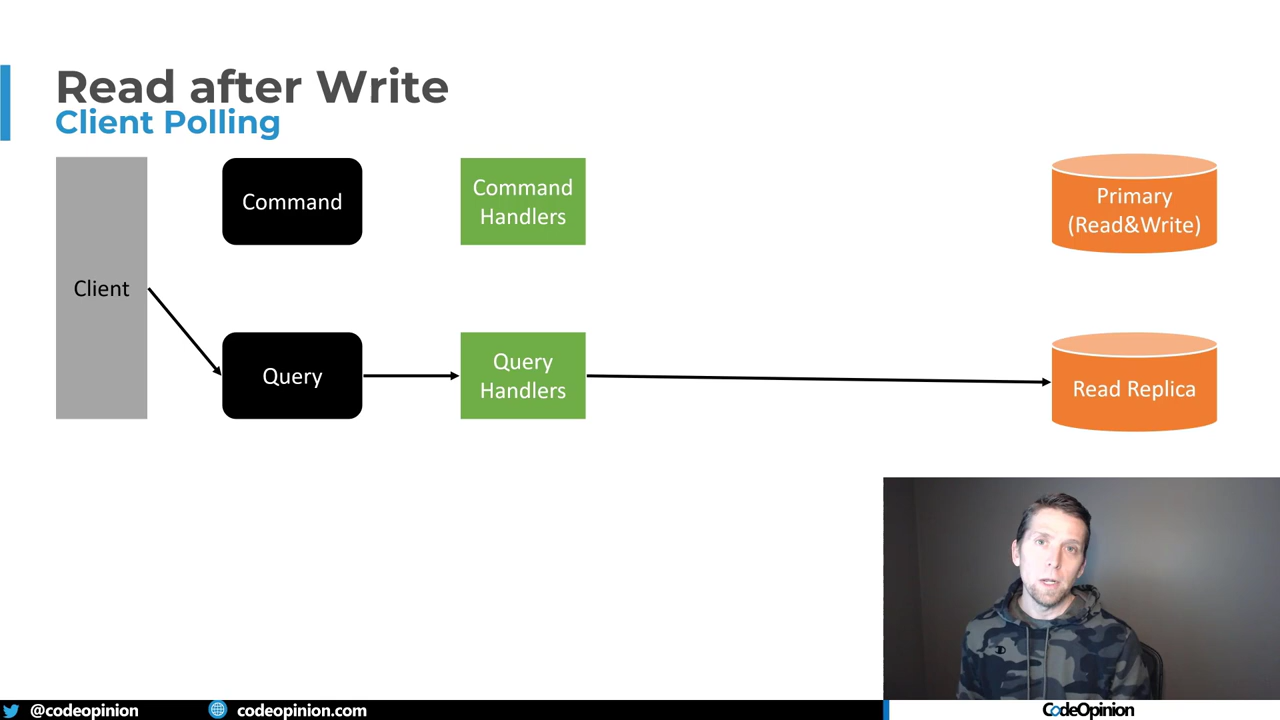 Read after Write
Client Polling
Client
Command
Command
Handlers
Primary
(Read&Write)
Query
Query
Handlers
Read Replica
@codeopinion
codeopinion.com
CodeOpinion